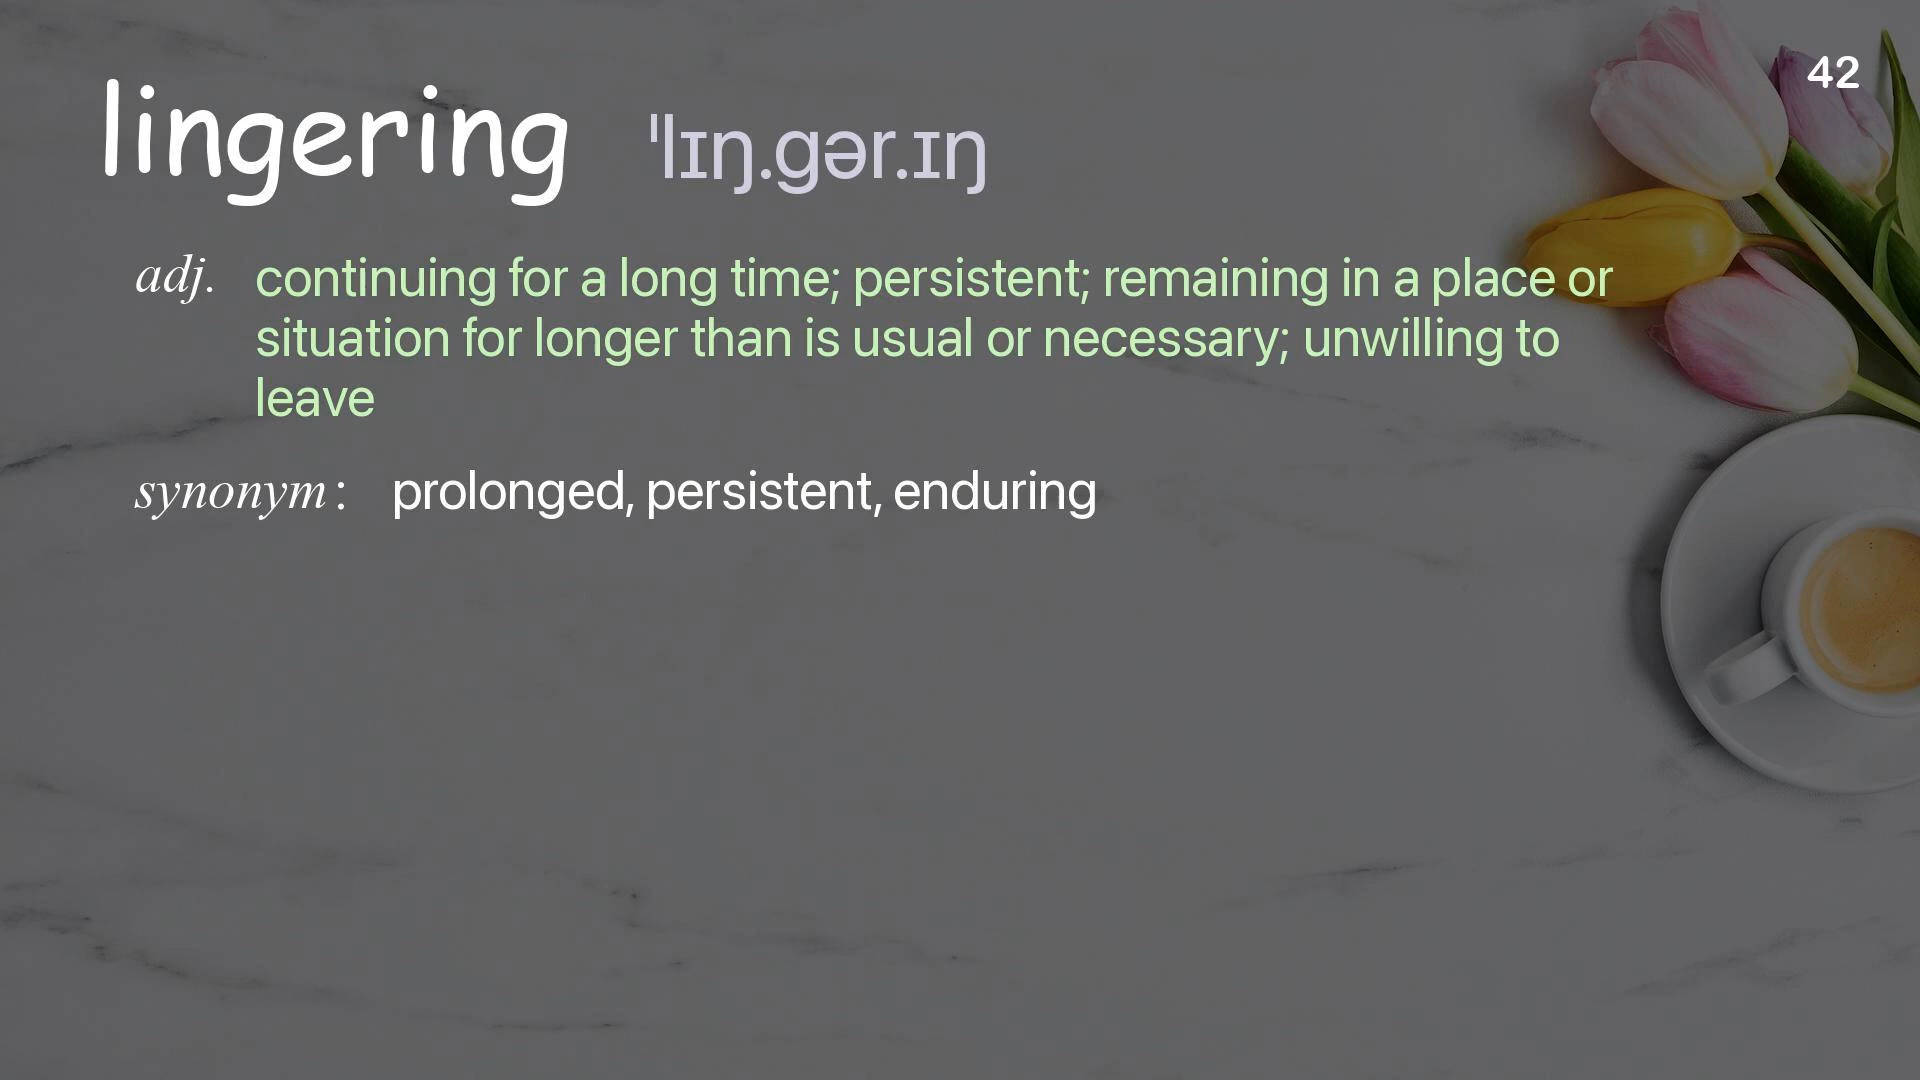 42
lingering ˈlɪŋ.gər.ɪŋ
adj. continuing for a long time; persistent; remaining in a place or
situation for longer than is usual or necessary; unwilling to
leave
synonym : prolonged, persistent, enduring